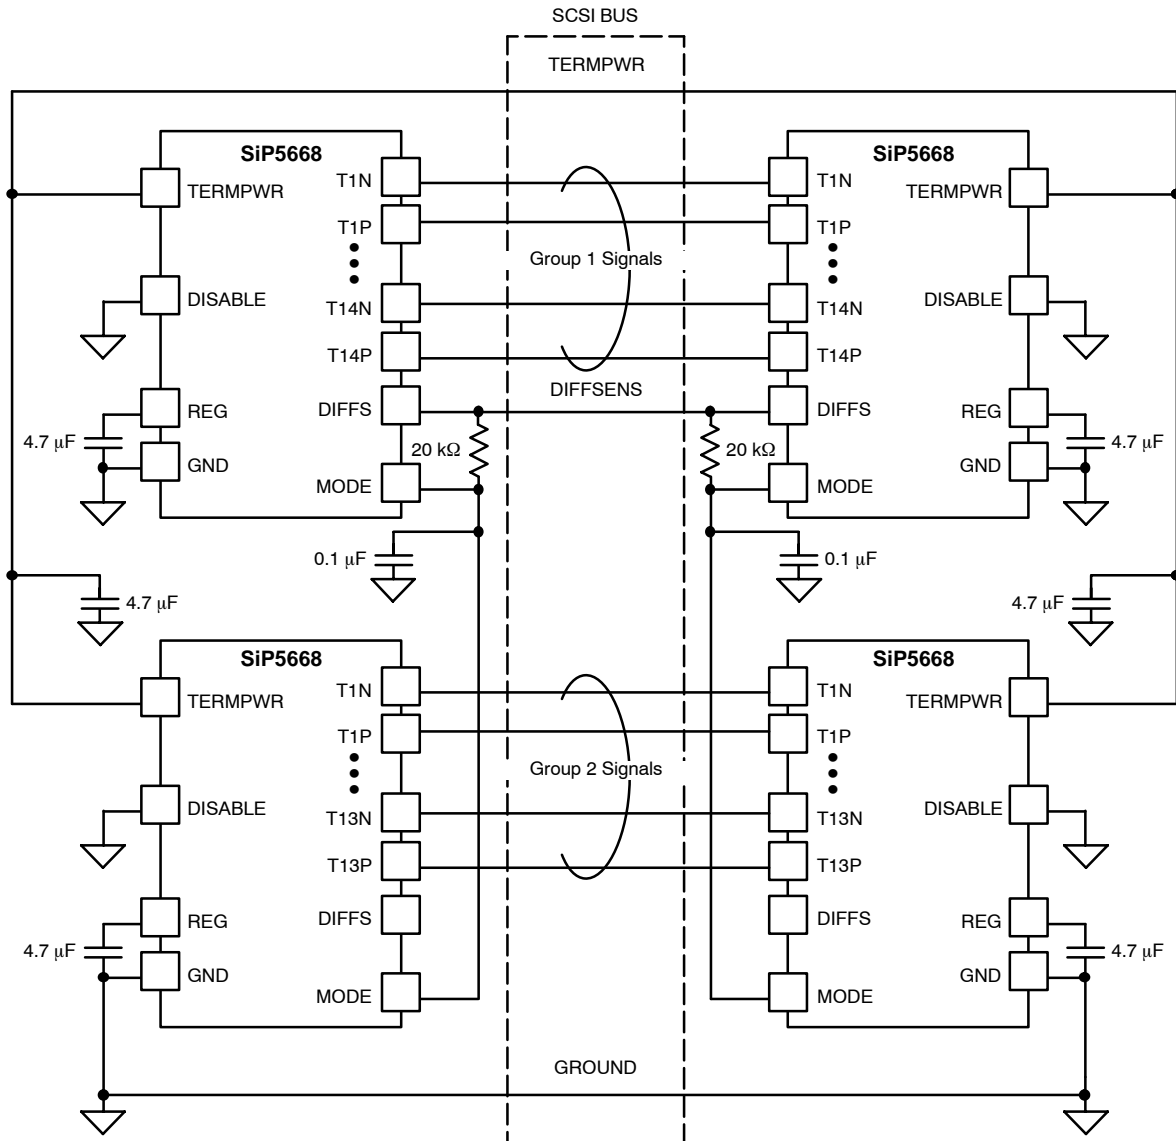 SCSI BUS
TERMPWR
SiP5668
TERMPWR
T1N
T1P
DISABLE
T14N
T14P
REG
DIFFS
GND
MODE
4.7 μF
20 kΩ
0.1 μF
4.7 μF
Group 1 Signals
DIFFSENS
SiP5668
T1N
TERMPWR
T1P
T14N
DISABLE
T14P
DIFFS
REG
GND
MODE
20 kΩ
4.7 μF
0.1 μF
4.7 μF
SiP5668
TERMPWR
T1N
T1P
DISABLE
T13N
T13P
REG
DIFFS
GND
MODE
4.7 μF
Group 2 Signals
SiP5668
T1N
TERMPWR
T1P
T13N
DISABLE
T13P
DIFFS
REG
GND
MODE
4.7 μF
GROUND